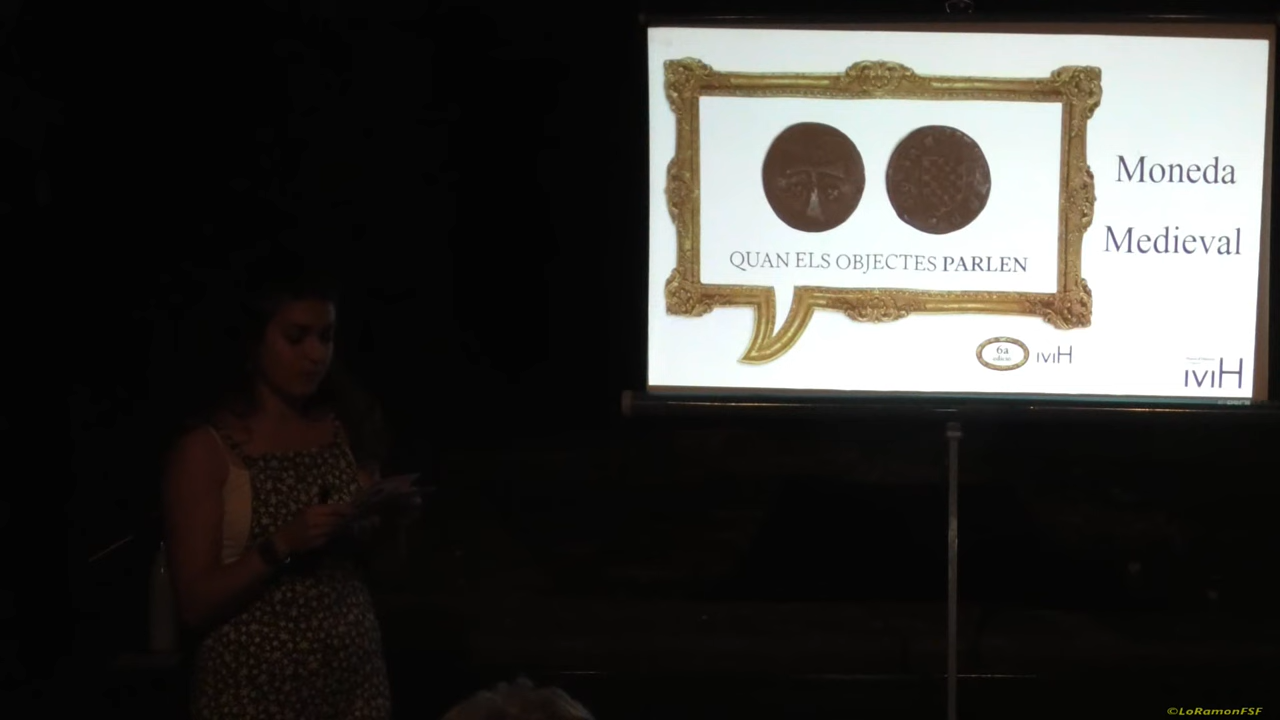 Moneda
Medieval
QUAN ELS OBJECTES PARLEN
6a
edició
iViH
iViH
©LoRamonFSF